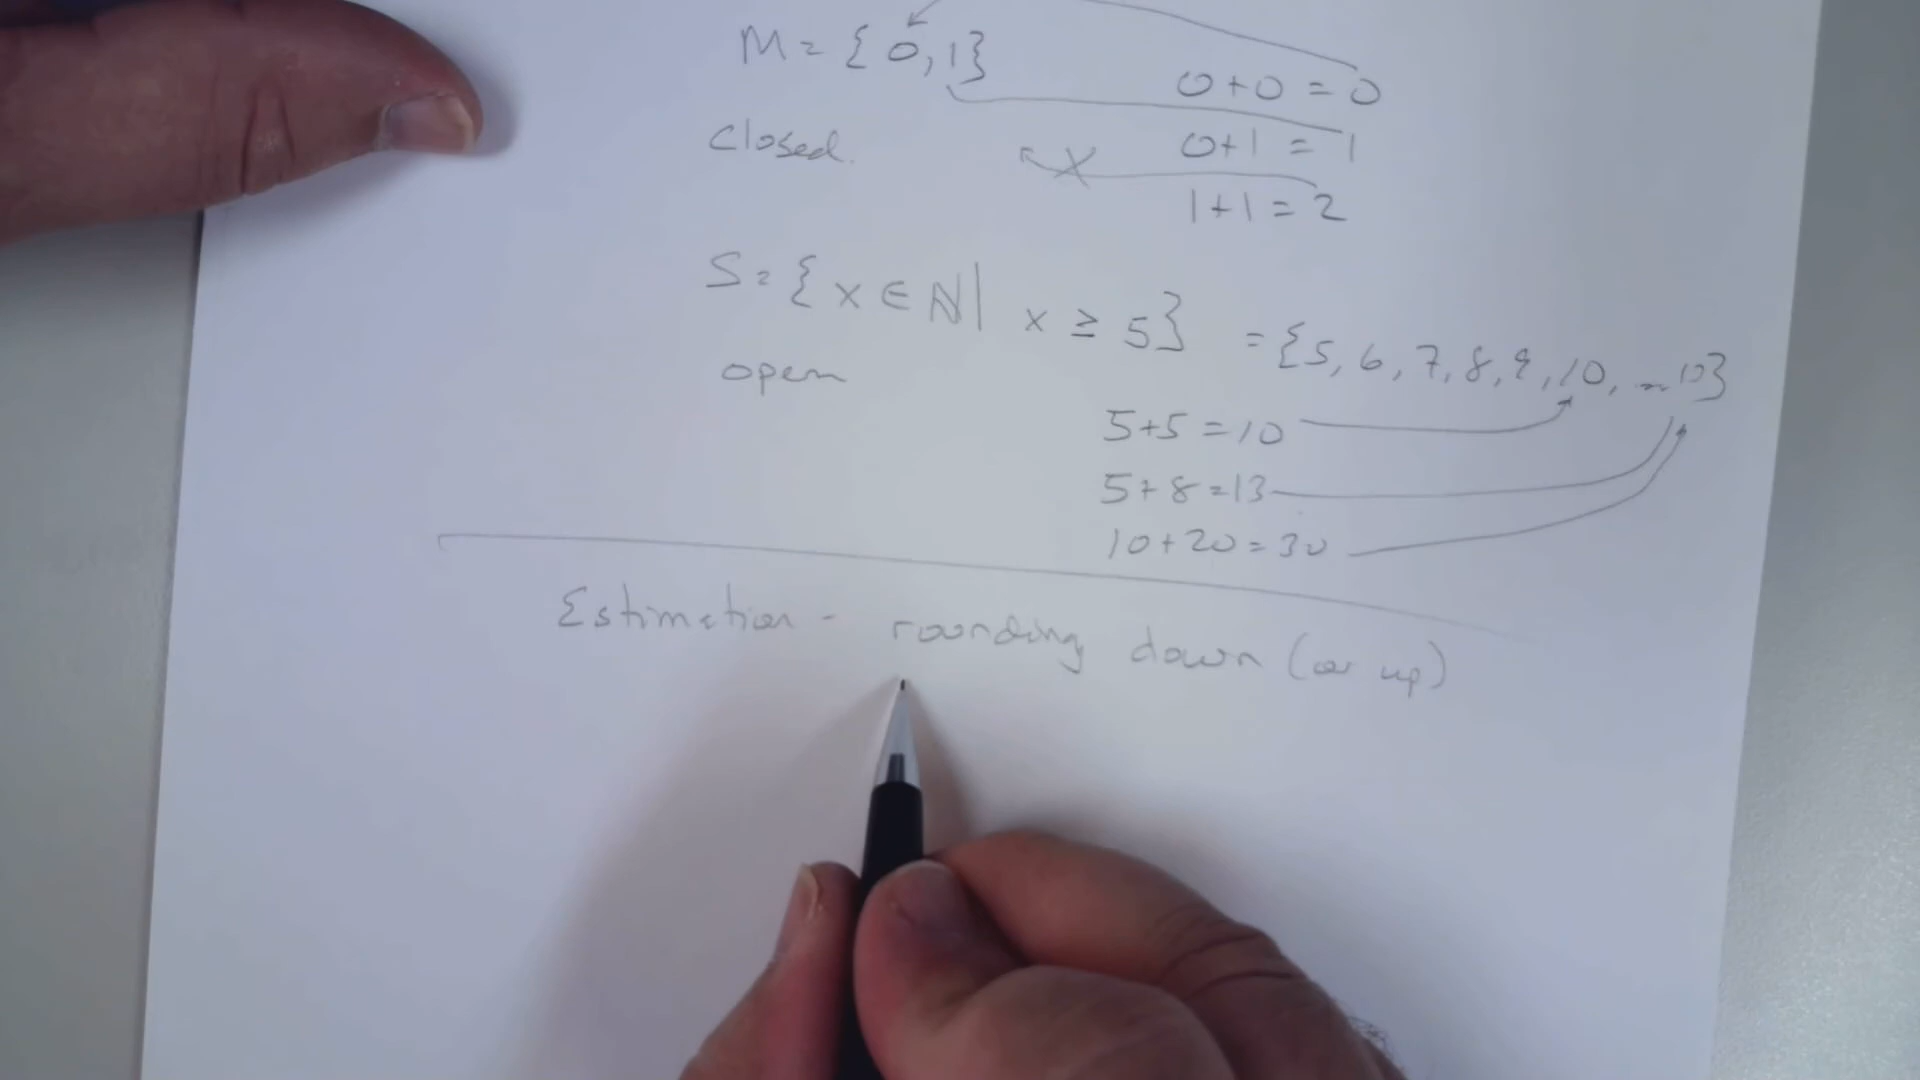 M = {0, 1}
0+0 = 0
closed.
0+1 = 1
1+1 = 2
S = {x ∈ ℕ | x ≥ 5} = {5, 6, 7, 8, 9, 10, ... 13}
open
5+5 = 10
5+8 = 13
10+20 = 30
Estimation - rounding down (or up)